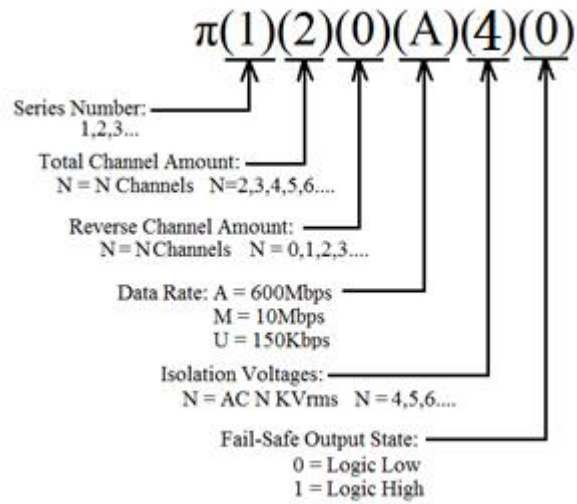 π(1)(2)(0)(A)(4)(0)
Series Number:
1,2,3...
Total Channel Amount:
N = N Channels N=2,3,4,5,6....
Reverse Channel Amount:
N = NChannels N = 0,1,2,3....
Data Rate: A = 600Mbps
M = 10Mbps
U = 150Kbps
Isolation Voltages:
N = AC N KVrms N = 4,5,6....
Fail-Safe Output State:
0 = Logic Low
1 = Logic High